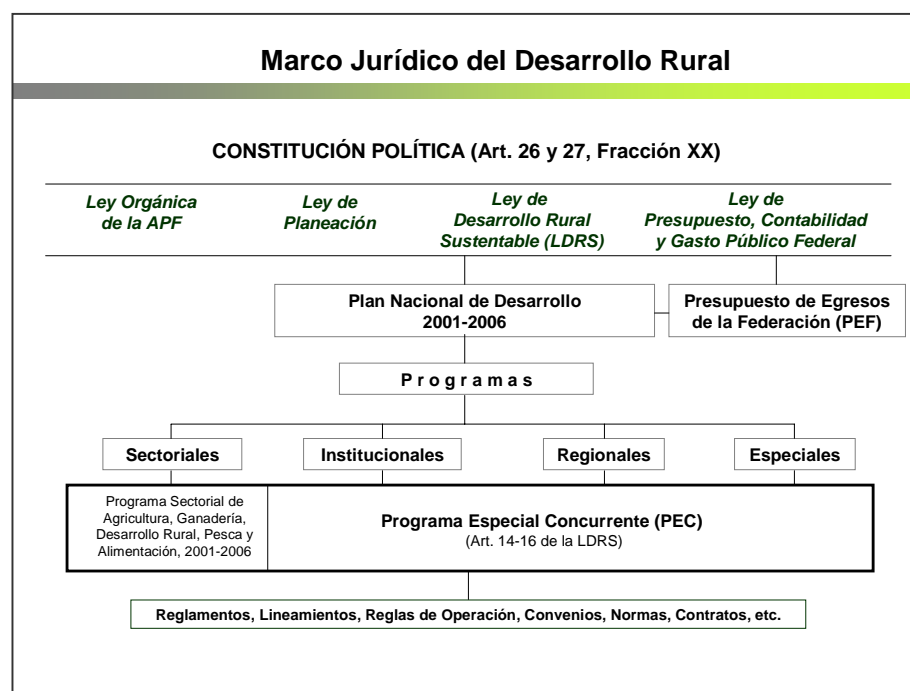 Marco Jurídico del Desarrollo Rural
CONSTITUCIÓN POLÍTICA (Art. 26 y 27, Fracción XX)
Ley Orgánica
de la APF
Ley de
Planeación
Ley de
Desarrollo Rural
Sustentable (LDRS)
Ley de
Presupuesto, Contabilidad
y Gasto Público Federal
Plan Nacional de Desarrollo
2001-2006
Presupuesto de Egresos
de la Federación (PEF)
P r o g r a m a s
Sectoriales
Institucionales
Regionales
Especiales
Programa Sectorial de
Agricultura, Ganadería,
Desarrollo Rural, Pesca y
Alimentación, 2001-2006
Programa Especial Concurrente (PEC)
(Art. 14-16 de la LDRS)
Reglamentos, Lineamientos, Reglas de Operación, Convenios, Normas, Contratos, etc.